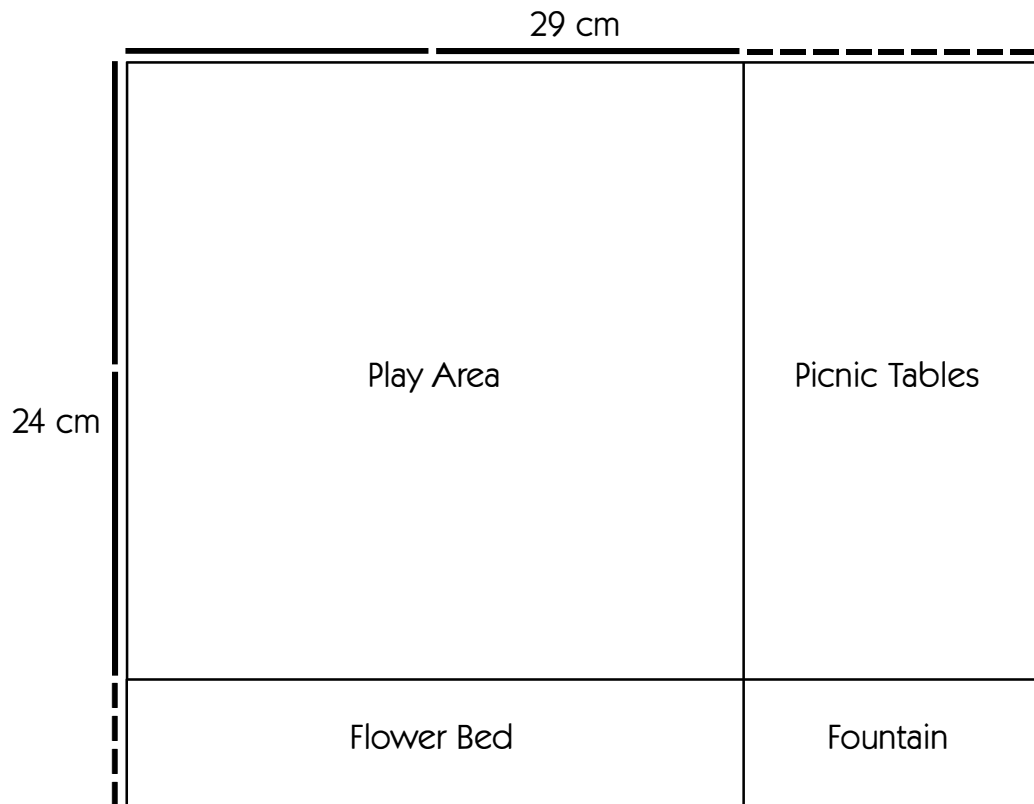 29 cm
Play Area
Picnic Tables
24 cm
Flower Bed
Fountain